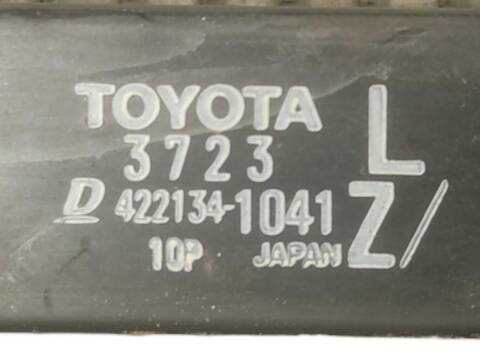 TOYOTA L
3723
D 422134-1041 Z/
10P JAPAN